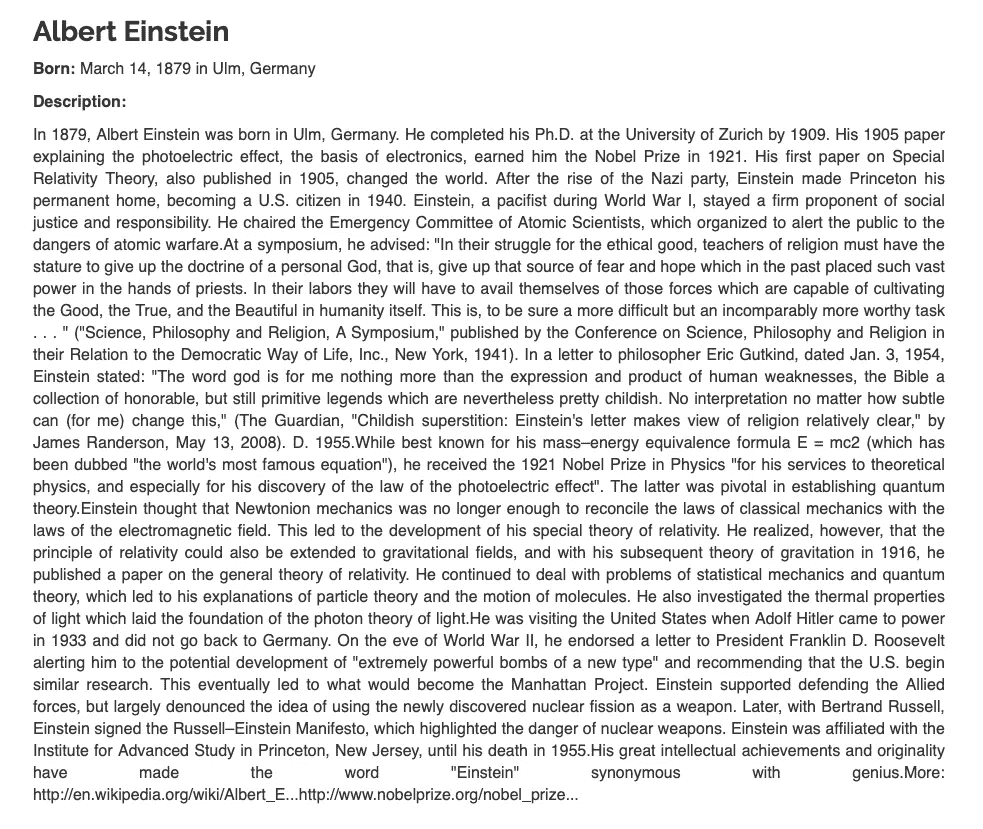 Albert Einstein
Born: March 14, 1879 in Ulm, Germany
Description:
In 1879, Albert Einstein was born in Ulm, Germany. He completed his Ph.D. at the University of Zurich by 1909. His 1905 paper
explaining the photoelectric effect, the basis of electronics, earned him the Nobel Prize in 1921. His first paper on Special
Relativity Theory, also published in 1905, changed the world. After the rise of the Nazi party, Einstein made Princeton his
permanent home, becoming a U.S. citizen in 1940. Einstein, a pacifist during World War I, stayed a firm proponent of social
justice and responsibility. He chaired the Emergency Committee of Atomic Scientists, which organized to alert the public to the
dangers of atomic warfare.At a symposium, he advised: "In their struggle for the ethical good, teachers of religion must have the
stature to give up the doctrine of a personal God, that is, give up that source of fear and hope which in the past placed such vast
power in the hands of priests. In their labors they will have to avail themselves of those forces which are capable of cultivating
the Good, the True, and the Beautiful in humanity itself. This is, to be sure a more difficult but an incomparably more worthy task
. . . " ("Science, Philosophy and Religion, A Symposium," published by the Conference on Science, Philosophy and Religion in
their Relation to the Democratic Way of Life, Inc., New York, 1941). In a letter to philosopher Eric Gutkind, dated Jan. 3, 1954,
Einstein stated: "The word god is for me nothing more than the expression and product of human weaknesses, the Bible a
collection of honorable, but still primitive legends which are nevertheless pretty childish. No interpretation no matter how subtle
can (for me) change this," (The Guardian, "Childish superstition: Einstein's letter makes view of religion relatively clear," by
James Randerson, May 13, 2008). D. 1955.While best known for his mass–energy equivalence formula E = mc2 (which has
been dubbed "the world's most famous equation"), he received the 1921 Nobel Prize in Physics "for his services to theoretical
physics, and especially for his discovery of the law of the photoelectric effect". The latter was pivotal in establishing quantum
theory.Einstein thought that Newtonion mechanics was no longer enough to reconcile the laws of classical mechanics with the
laws of the electromagnetic field. This led to the development of his special theory of relativity. He realized, however, that the
principle of relativity could also be extended to gravitational fields, and with his subsequent theory of gravitation in 1916, he
published a paper on the general theory of relativity. He continued to deal with problems of statistical mechanics and quantum
theory, which led to his explanations of particle theory and the motion of molecules. He also investigated the thermal properties
of light which laid the foundation of the photon theory of light.He was visiting the United States when Adolf Hitler came to power
in 1933 and did not go back to Germany. On the eve of World War II, he endorsed a letter to President Franklin D. Roosevelt
alerting him to the potential development of "extremely powerful bombs of a new type" and recommending that the U.S. begin
similar research. This eventually led to what would become the Manhattan Project. Einstein supported defending the Allied
forces, but largely denounced the idea of using the newly discovered nuclear fission as a weapon. Later, with Bertrand Russell,
Einstein signed the Russell–Einstein Manifesto, which highlighted the danger of nuclear weapons. Einstein was affiliated with the
Institute for Advanced Study in Princeton, New Jersey, until his death in 1955.His great intellectual achievements and originality
have made the word "Einstein" synonymous with genius.More:
http://en.wikipedia.org/wiki/Albert_E...http://www.nobelprize.org/nobel_prize...